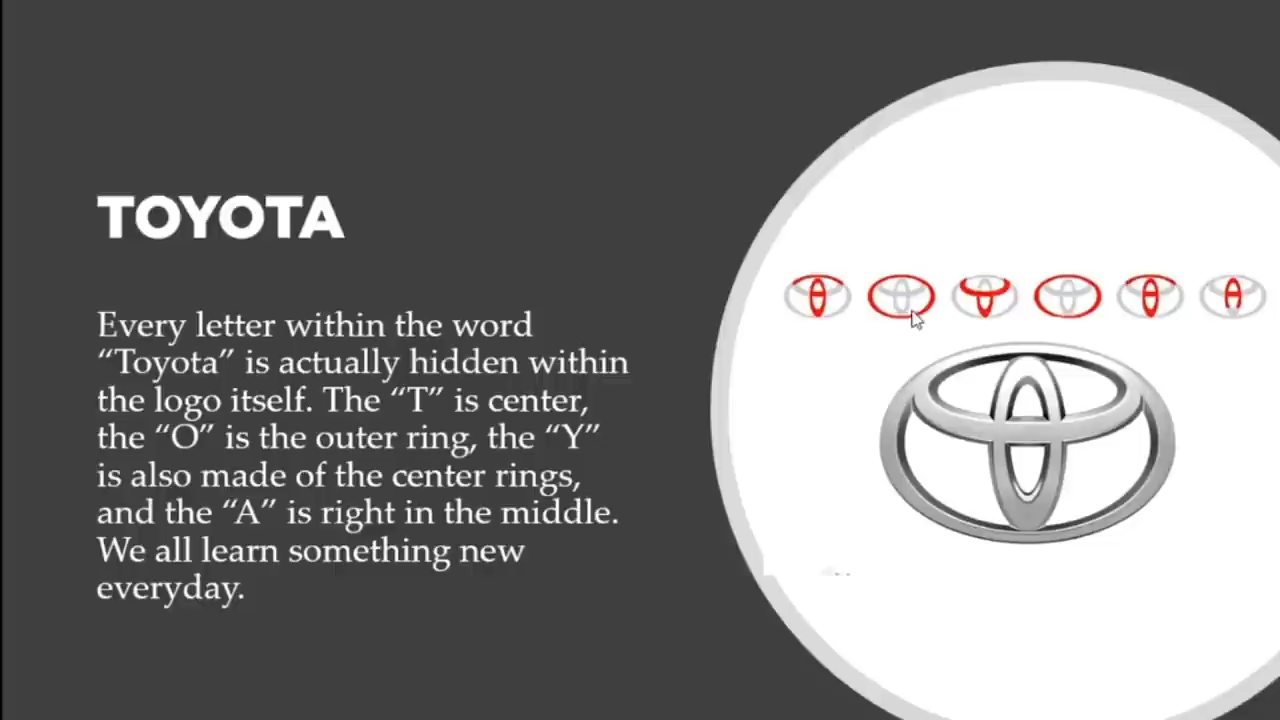 TOYOTA
Every letter within the word
“Toyota” is actually hidden within
the logo itself. The “T” is center,
the “O” is the outer ring, the “Y”
is also made of the center rings,
and the “A” is right in the middle.
We all learn something new
everyday.